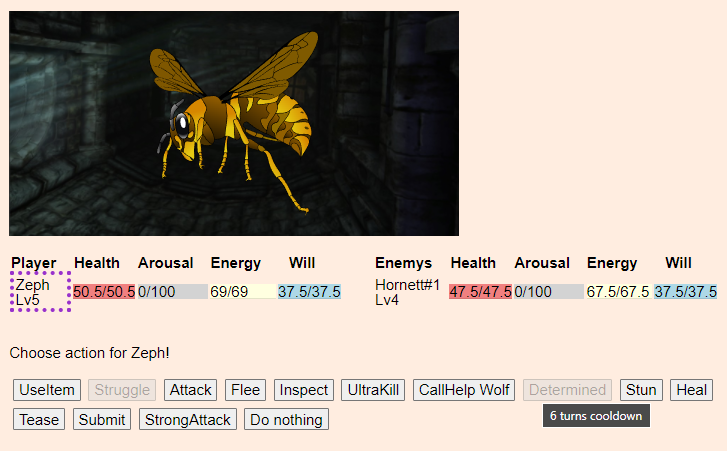 Player Health Arousal Energy Will Enemys Health Arousal Energy Will
Zeph 50.5/50.5 0/100 69/69 37.5/37.5 Hornett#1 47.5/47.5 0/100 67.5/67.5 37.5/37.5
Lv5 Lv4
Choose action for Zeph!
UseItem Struggle Attack Flee Inspect UltraKill CallHelp Wolf Determined Stun Heal
6 turns cooldown
Tease Submit StrongAttack Do nothing